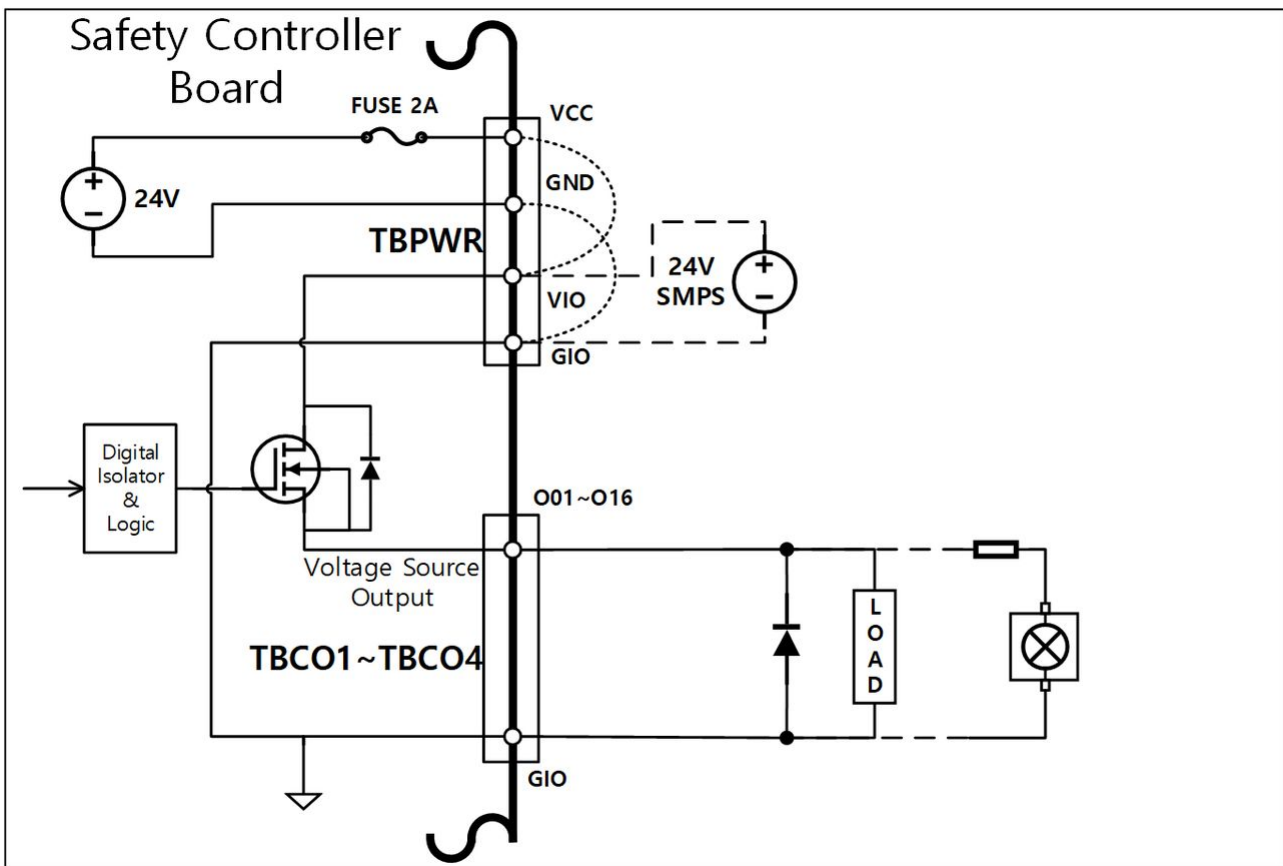 Safety Controller
Board
FUSE 2A
VCC
+
24V
−
GND
TBPWR
24V
SMPS
+
−
VIO
GIO
Digital
Isolator
&
Logic
O01~O16
Voltage Source
Output
TBCO1~TBCO4
L
O
A
D
GIO